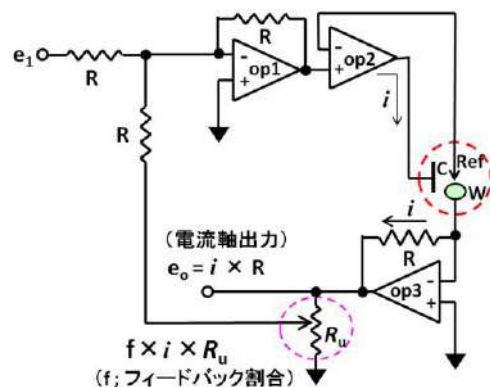 R
e₁
R
-
+
op1
-
+
op2
i
R
C
Ref
W
i
(電流軸出力)
R
eₒ = i × R
-
+
op3
Rᵤ
f × i × Rᵤ
(f;フィードバック割合)